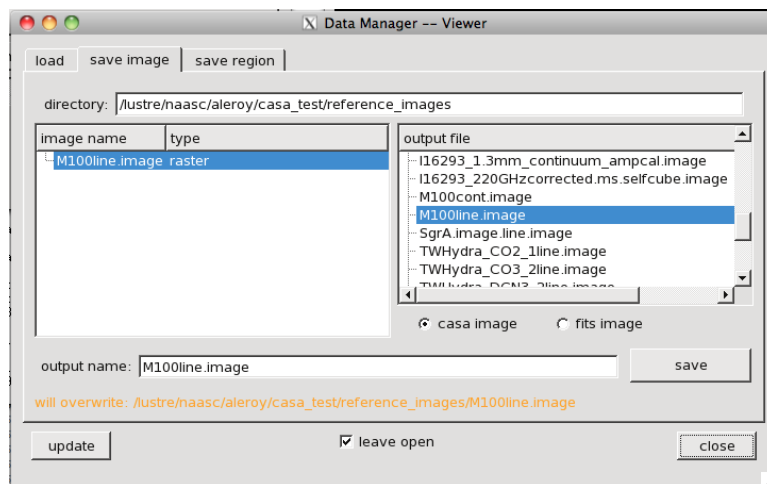 Data Manager -- Viewer
load save image save region
directory: /lustre/naasc/aleroy/casa_test/reference_images
image name type
M100line.image raster
output file
I16293_1.3mm_continuum_ampcal.image
I16293_220GHzcorrected.ms.selfcube.image
M100cont.image
M100line.image
SgrA.image.line.image
TWHydra_CO2_1line.image
TWHydra_CO3_2line.image
TWHydra_DCN3_2line.image
casa image fits image
output name: M100line.image save
will overwrite: /lustre/naasc/aleroy/casa_test/reference_images/M100line.image
update leave open close